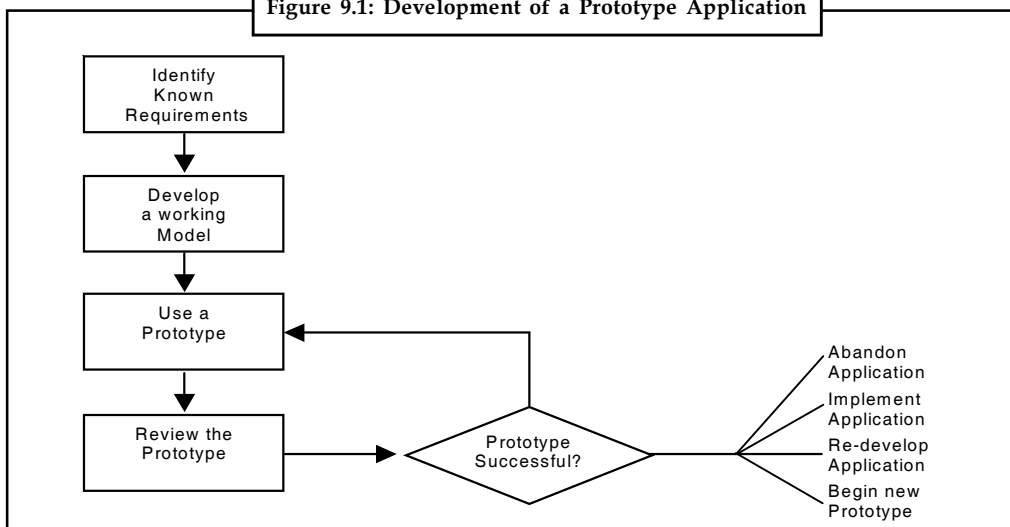 Figure 9.1: Development of a Prototype Application
Identify
Known
Requirements
Develop
a working
Model
Use a
Prototype
Review the
Prototype
Prototype
Successful?
Abandon
Application
Implement
Application
Re-develop
Application
Begin new
Prototype